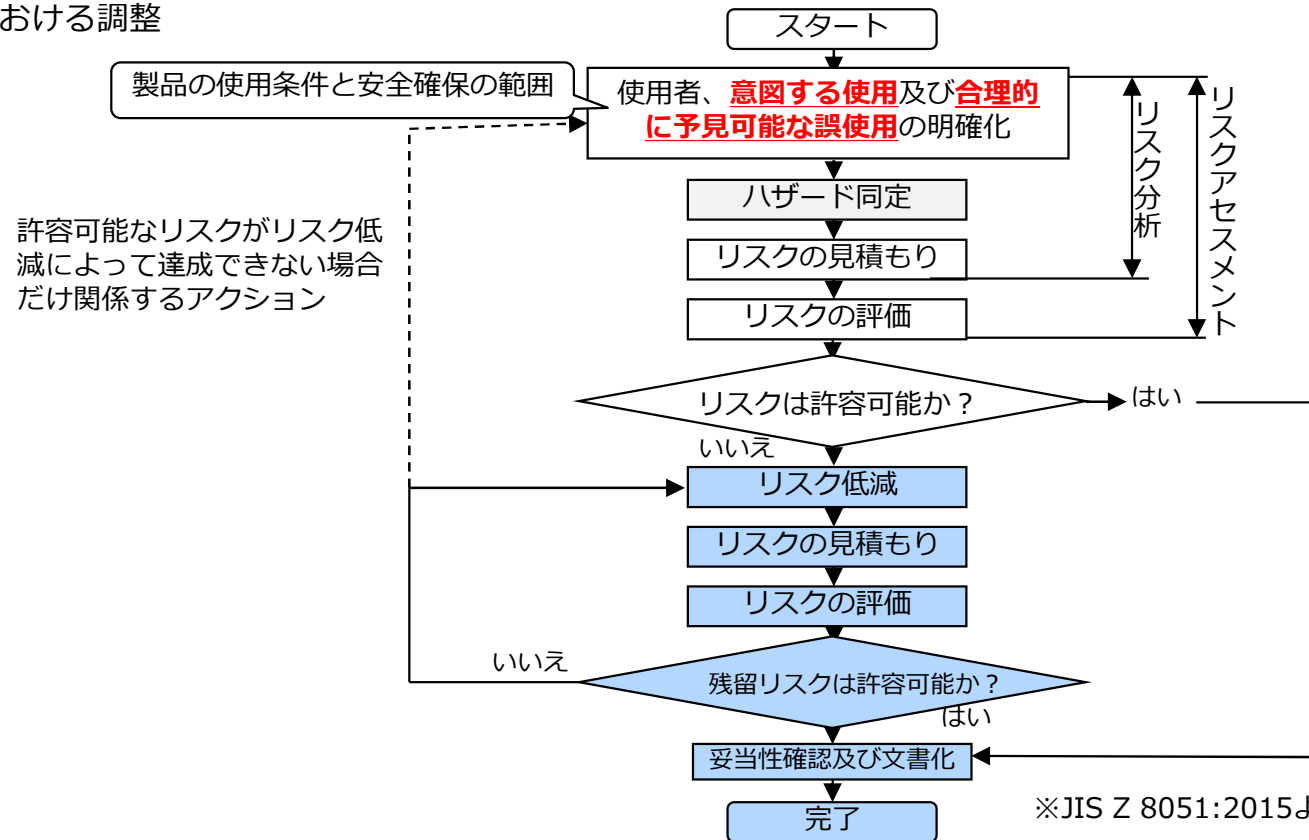 おける調整
スタート
製品の使用条件と安全確保の範囲
使用者、意図する使用及び合理的
に予見可能な誤使用の明確化
リスク分析
リスクアセスメント
ハザード同定
許容可能なリスクがリスク低
減によって達成できない場合
だけ関係するアクション
リスクの見積もり
リスクの評価
リスクは許容可能か？
はい
いいえ
リスク低減
リスクの見積もり
リスクの評価
いいえ
残留リスクは許容可能か？
はい
妥当性確認及び文書化
完了
※JIS Z 8051:2015よ